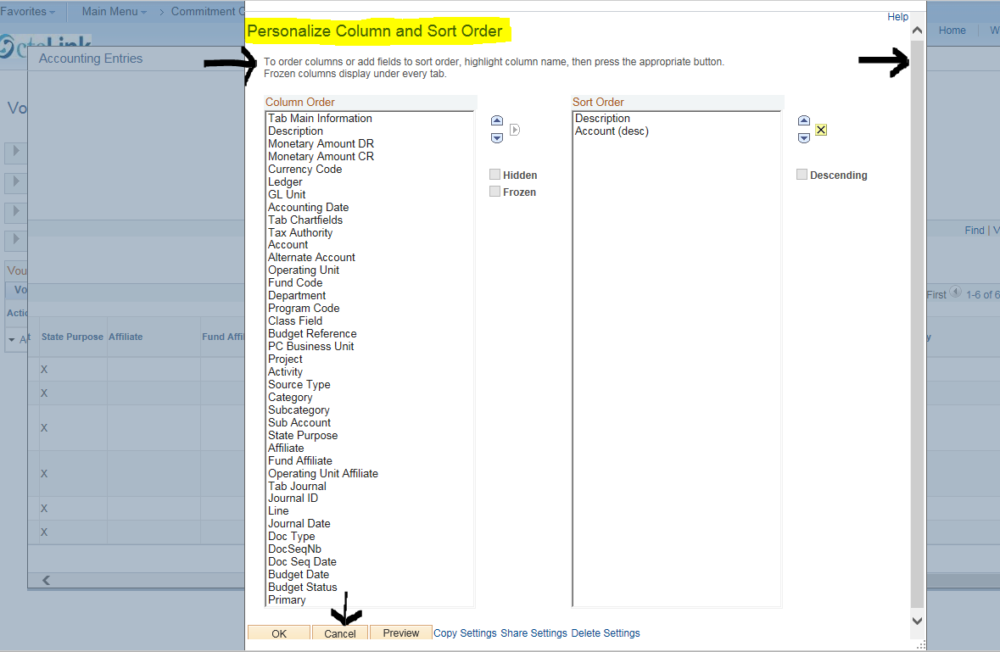 Favorites
Main Menu
> Commitment C
Help
Personalize Column and Sort Order
Home
W
Accounting Entries
To order columns or add fields to sort order, highlight column name, then press the appropriate button.
Frozen columns display under every tab.
Vo
Column Order
Tab Main Information
Description
Monetary Amount DR
Monetary Amount CR
Currency Code
Ledger
GL Unit
Accounting Date
Tab Chartfields
Tax Authority
Account
Alternate Account
Operating Unit
Fund Code
Department
Program Code
Class Field
Budget Reference
PC Business Unit
Project
Activity
Source Type
Category
Subcategory
Sub Account
State Purpose
Affiliate
Fund Affiliate
Operating Unit Affiliate
Tab Journal
Journal ID
Line
Journal Date
Doc Type
DocSeqNb
Doc Seq Date
Budget Date
Budget Status
Primary
Hidden
Frozen
Sort Order
Description
Account (desc)
Descending
Find | V
First 1-6 of 6
Vou
Vo
Actio
State Purpose Affiliate Fund Affil
y
X
X
X
X
X
X
OK Cancel Preview Copy Settings Share Settings Delete Settings